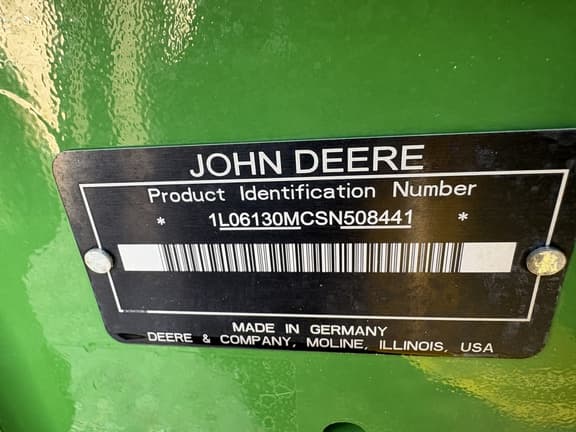 JOHN DEERE
Product Identification Number
* 1L06130MCSN508441 *
MADE IN GERMANY
DEERE & COMPANY, MOLINE, ILLINOIS, USA